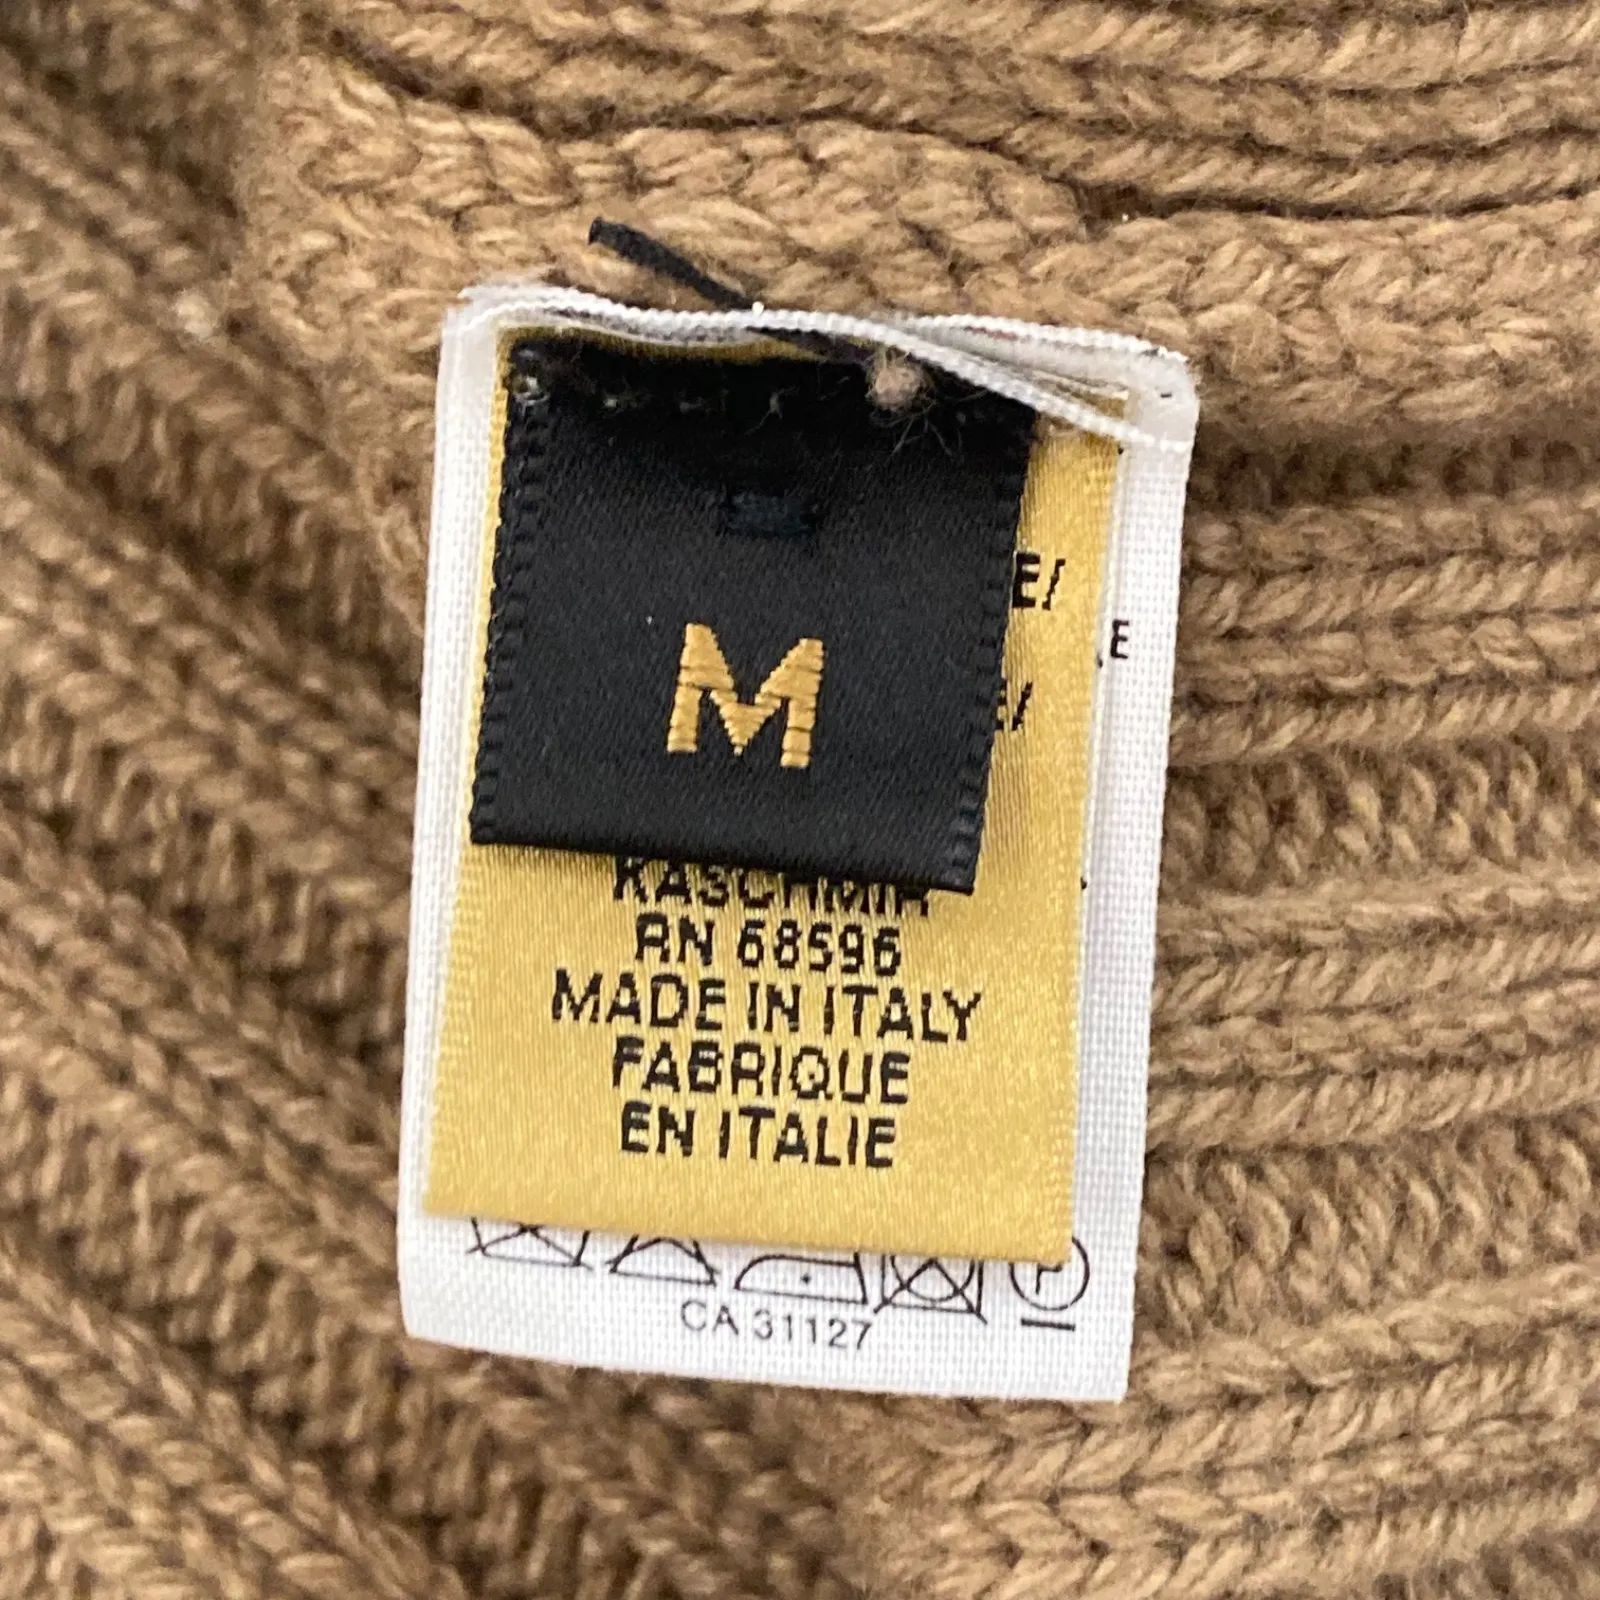 M
E/
E
E/
KASCHMIR
RN 68596
MADE IN ITALY
FABRIQUE
EN ITALIE
CA 31127